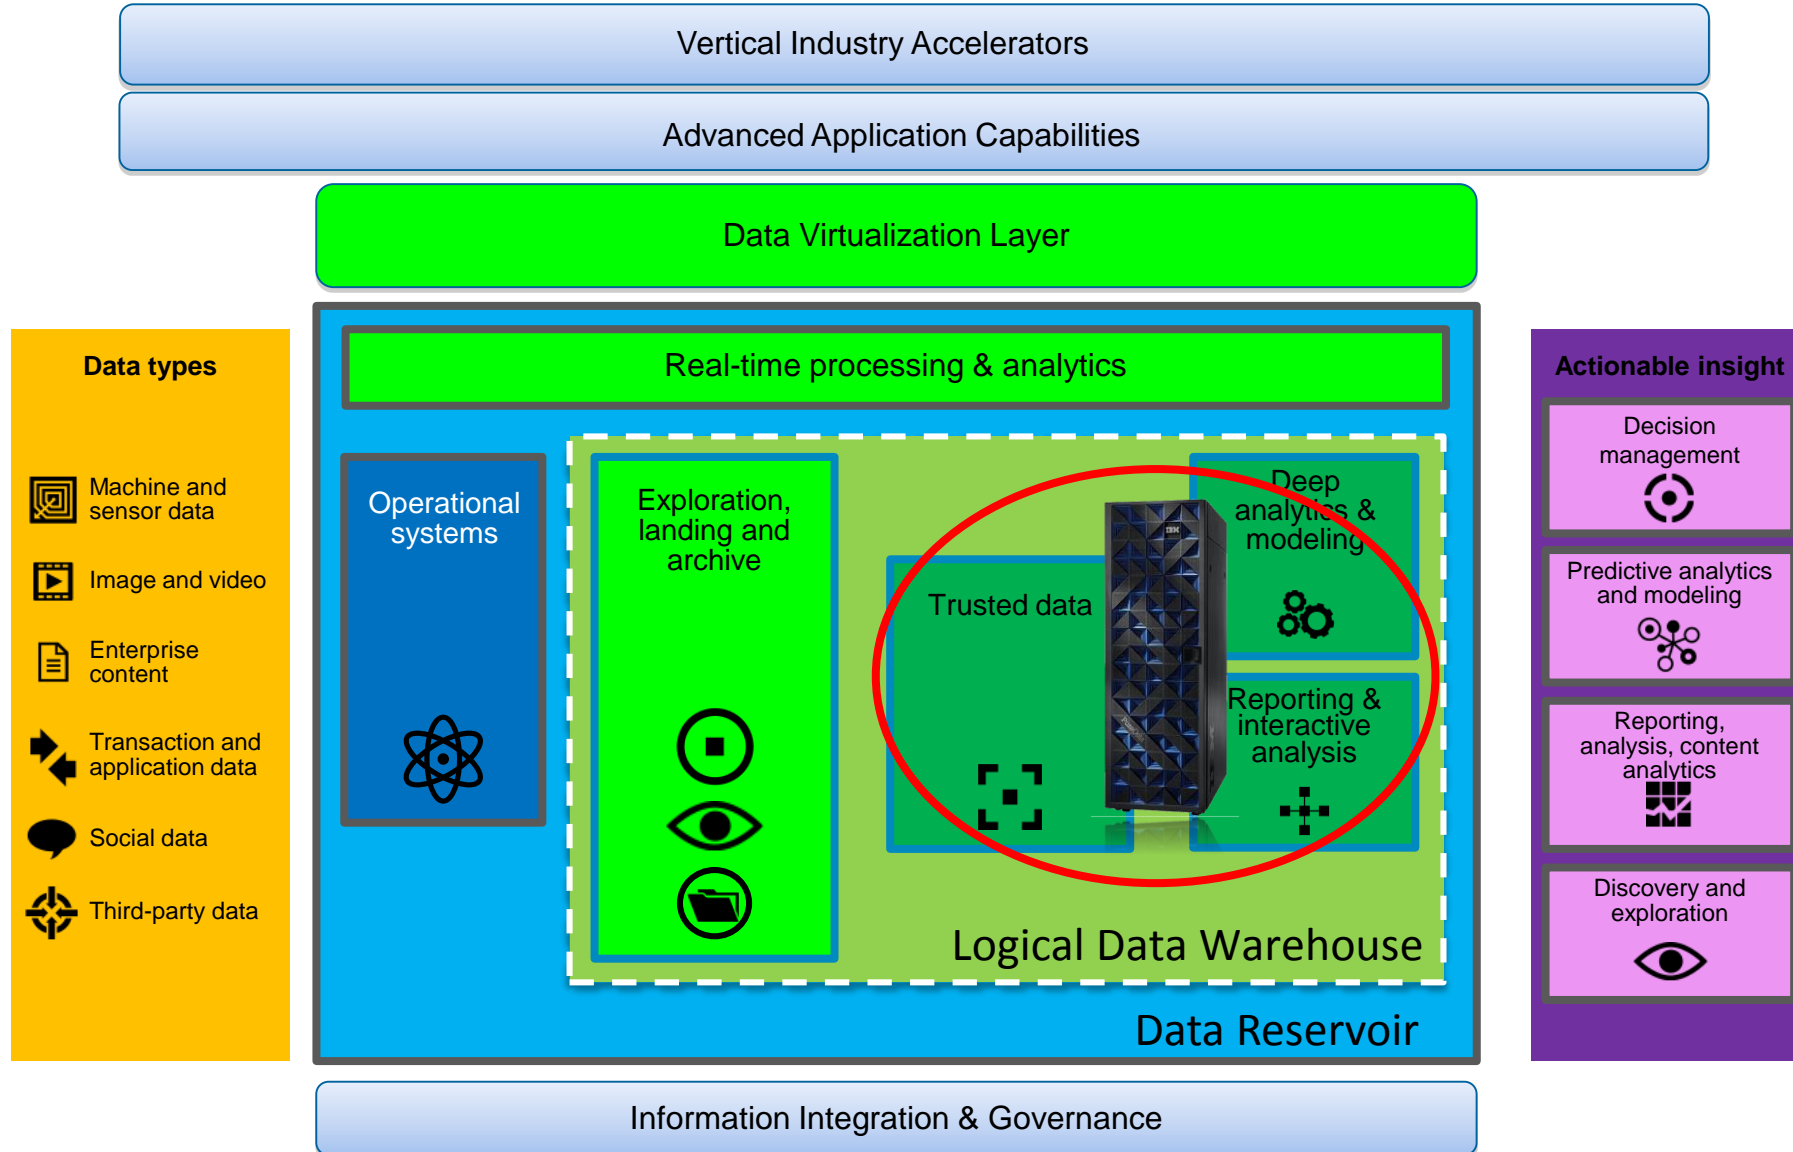 Vertical Industry Accelerators
Advanced Application Capabilities
Data Virtualization Layer
Data types
Machine and
sensor data
Image and video
Enterprise
content
Transaction and
application data
Social data
Third-party data
Real-time processing & analytics
Operational
systems
Exploration,
landing and
archive
Trusted data
IBM
Deep
analytics &
modeling
Reporting &
interactive
analysis
Logical Data Warehouse
Data Reservoir
Actionable insight
Decision
management
Predictive analytics
and modeling
Reporting,
analysis, content
analytics
Discovery and
exploration
Information Integration & Governance